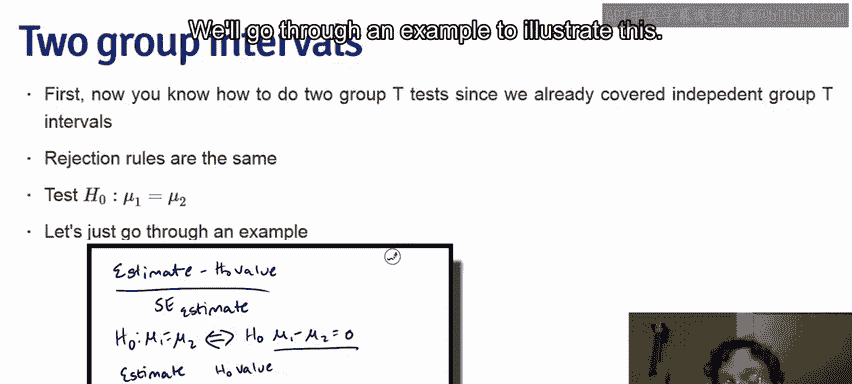 We'll go through an example to illustrate this.
Two group intervals
· First, now you know how to do two group T tests since we already covered indepedent group T
intervals
· Rejection rules are the same
· Test H₀ : μ₁ = μ₂
· Let's just go through an example
Estimate - H₀ value
SE estimate
H₀: μ₁ = μ₂ ⇔ H₀ μ₁ - μ₂ = 0
Estimate H₀ value